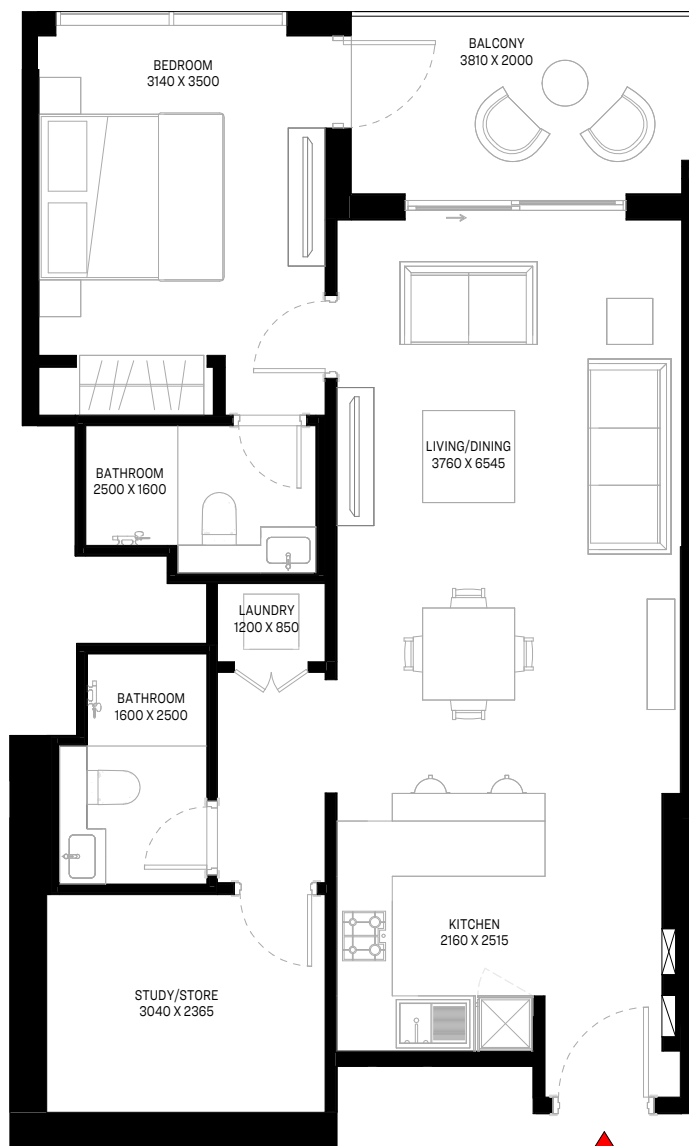 BEDROOM
3140 X 3500
BALCONY
3810 X 2000
LIVING/DINING
3760 X 6545
BATHROOM
2500 X 1600
LAUNDRY
1200 X 850
BATHROOM
1600 X 2500
KITCHEN
2160 X 2515
STUDY/STORE
3040 X 2365